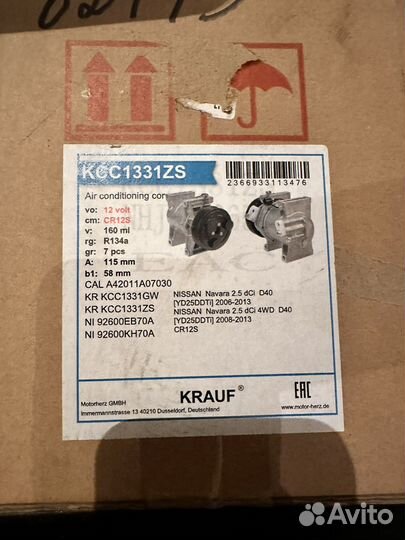 KCC1331ZS
2366933113476
Air conditioning
vo: 12 volt
cm: CR12S
v: 160 ml
rg: R134a
gr: 7 pcs
A: 115 mm
b1: 58 mm
CAL A42011A07030
KR KCC1331GW
KR KCC1331ZS
NI 92600EB70A
NI 92600KH70A
NISSAN Navara 2.5 dCi D40
[YD25DDTi] 2006-2013
NISSAN Navara 2.5 dCi 4WD D40
[YD25DDTi] 2008-2013
CR12S
Motorherz GMBH
Immermannstrasse 13 40210 Dusseldorf, Deutschland
KRAUF®
EAC
www.motor-herz.com
Avito